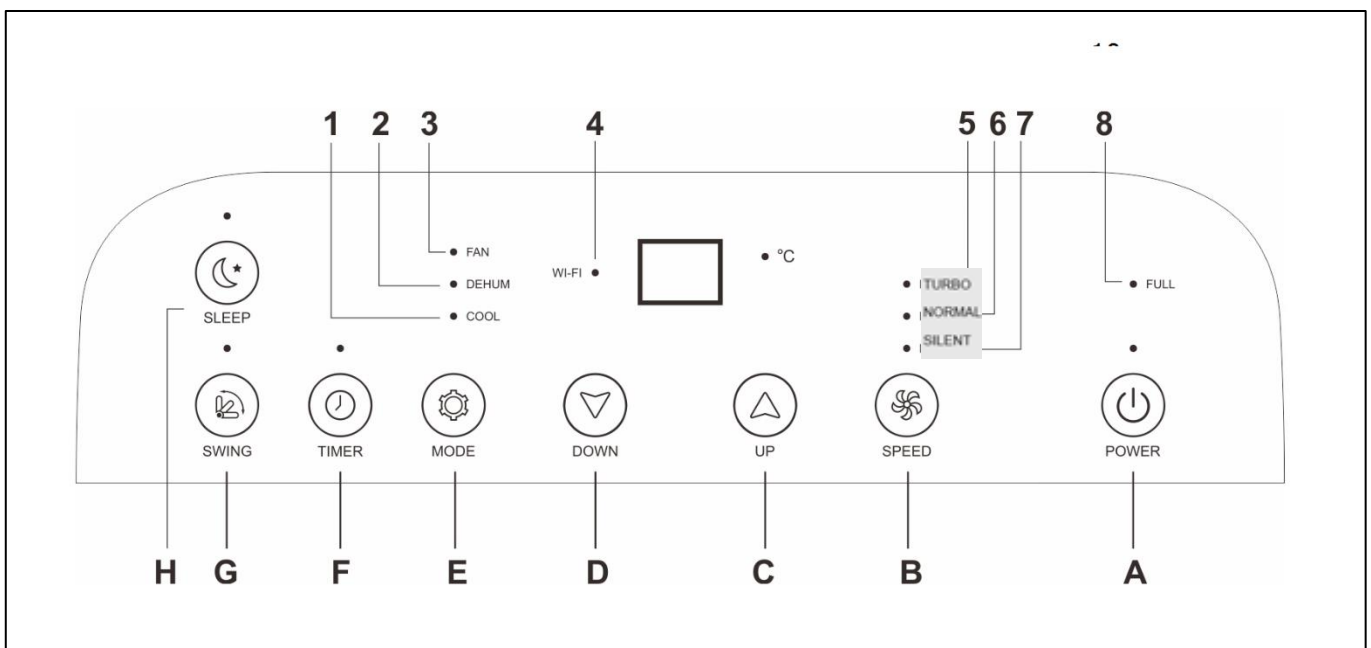 1 2 3 4 5 6 7 8
FAN
WI-FI
°C
DEHUM
TURBO
FULL
SLEEP
COOL
NORMAL
SILENT
SWING TIMER MODE DOWN UP SPEED POWER
H G F E D C B A